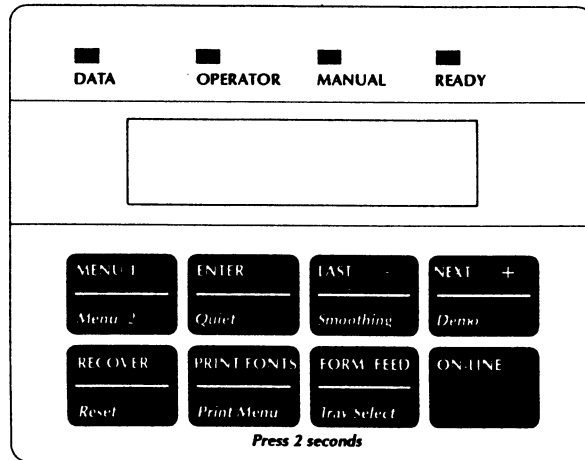 DATA OPERATOR MANUAL READY
MENU 1 ENTER LAST - NEXT +
Menu 2 Quiet Smoothing Demo
RECOVER PRINT FONTS FORM FEED ON-LINE
Reset Print Menu Tray Select
Press 2 seconds